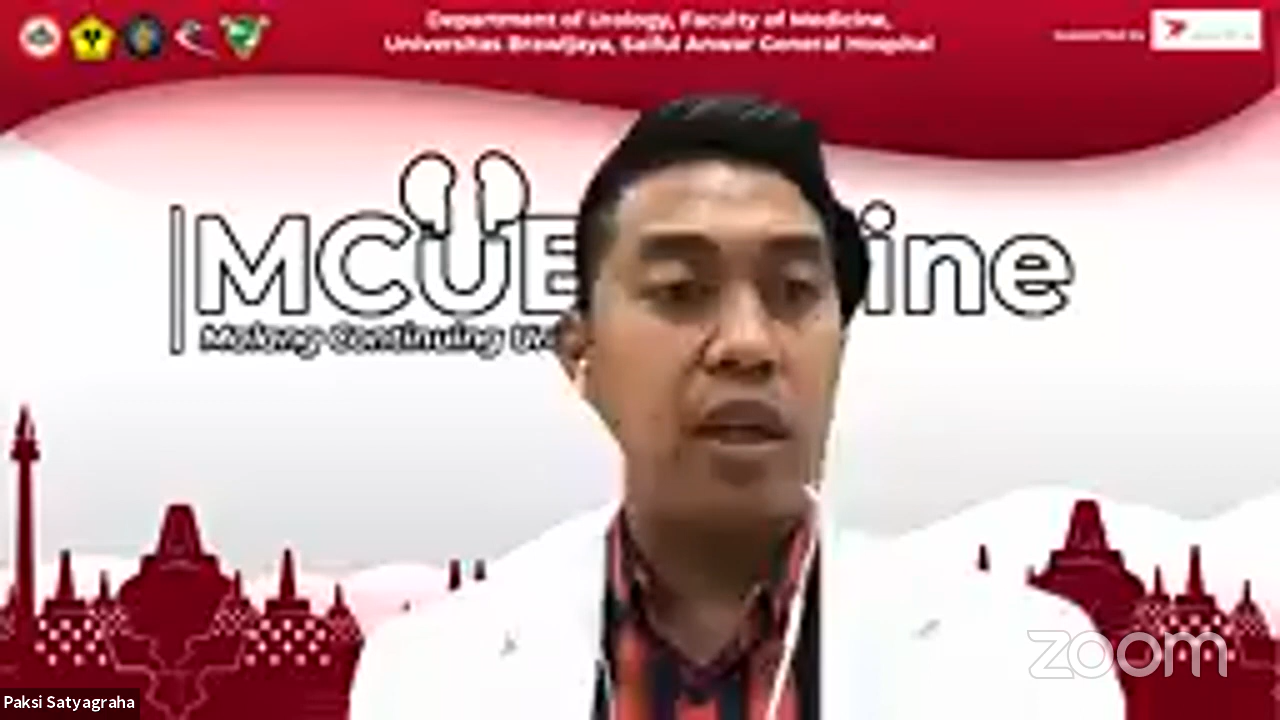 Department of Urology, Faculty of Medicine,
Universitas Brawijaya, Saiful Anwar General Hospital
Supported by
MCUE
ine
Malang Continuing
zoom
Paksi Satyagraha